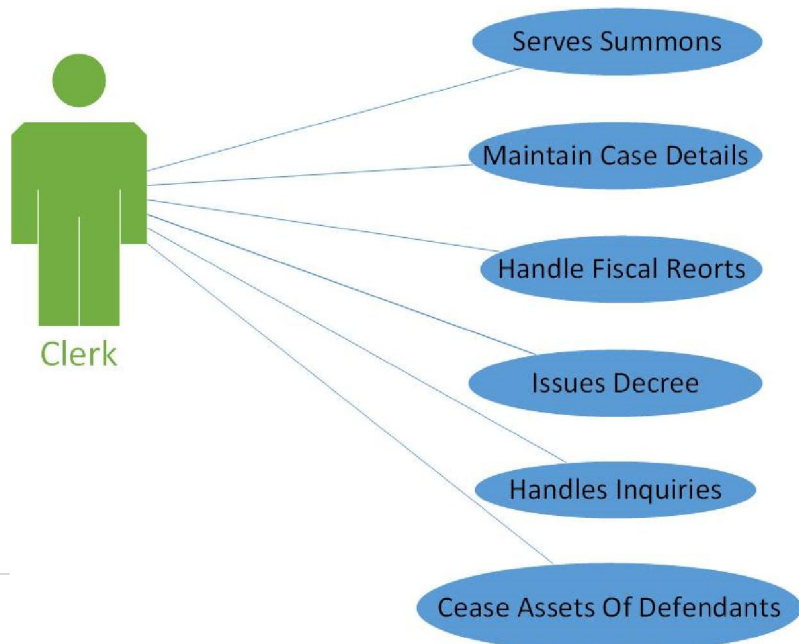 Serves Summons
Maintain Case Details
Handle Fiscal Reorts
Clerk
Issues Decree
Handles Inquiries
Cease Assets Of Defendants